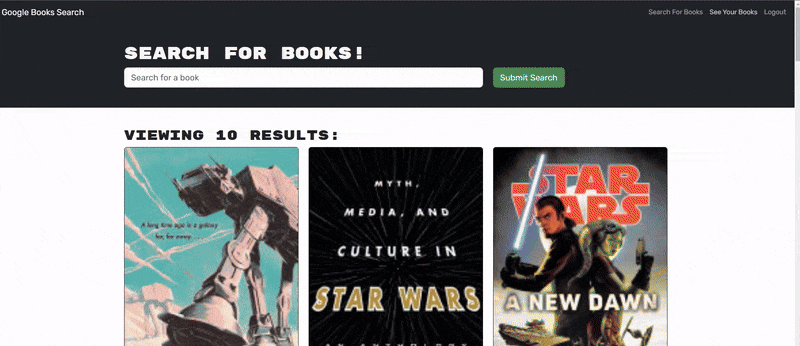 Google Books Search
Search For Books See Your Books Logout
SEARCH FOR BOOKS!
Search for a book
Submit Search
VIEWING 10 RESULTS:
A long time ago in a galaxy
far, far away...
MYTH,
MEDIA, AND
CULTURE IN
STAR WARS
AN ANTHOLOGY
STAR
WARS
A NEW DAWN